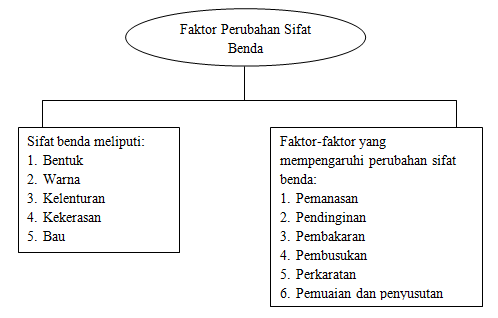 Faktor Perubahan Sifat
Benda
Sifat benda meliputi:
1. Bentuk
2. Warna
3. Kelenturan
4. Kekerasan
5. Bau
Faktor-faktor yang
mempengaruhi perubahan sifat
benda:
1. Pemanasan
2. Pendinginan
3. Pembakaran
4. Pembusukan
5. Perkaratan
6. Pemuaian dan penyusutan